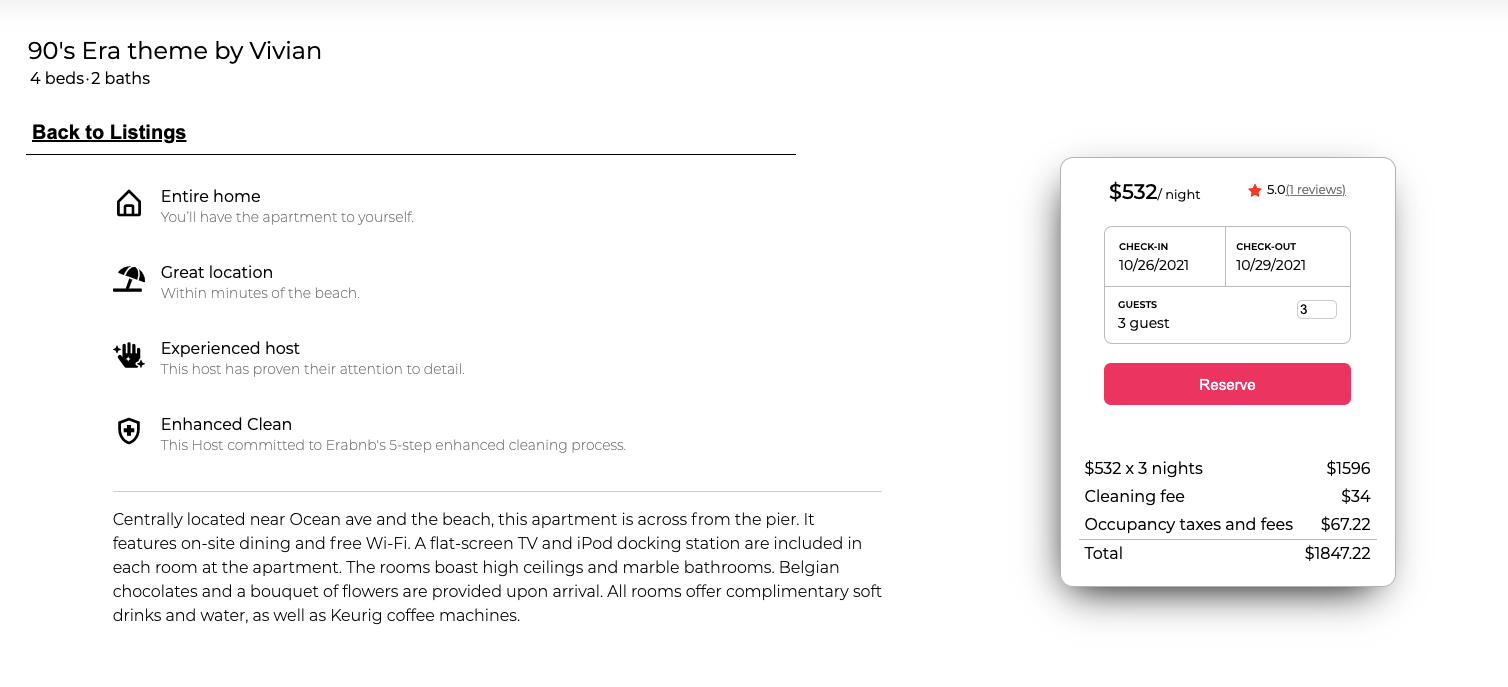 90's Era theme by Vivian
4 beds·2 baths
Back to Listings
Entire home
You’ll have the apartment to yourself.
Great location
Within minutes of the beach.
Experienced host
This host has proven their attention to detail.
Enhanced Clean
This Host committed to Erabnb's 5-step enhanced cleaning process.
Centrally located near Ocean ave and the beach, this apartment is across from the pier. It
features on-site dining and free Wi-Fi. A flat-screen TV and iPod docking station are included in
each room at the apartment. The rooms boast high ceilings and marble bathrooms. Belgian
chocolates and a bouquet of flowers are provided upon arrival. All rooms offer complimentary soft
drinks and water, as well as Keurig coffee machines.
$532/ night 5.0(1 reviews)
CHECK-IN CHECK-OUT
10/26/2021 10/29/2021
GUESTS 3
3 guest
Reserve
$532 x 3 nights $1596
Cleaning fee $34
Occupancy taxes and fees $67.22
Total $1847.22